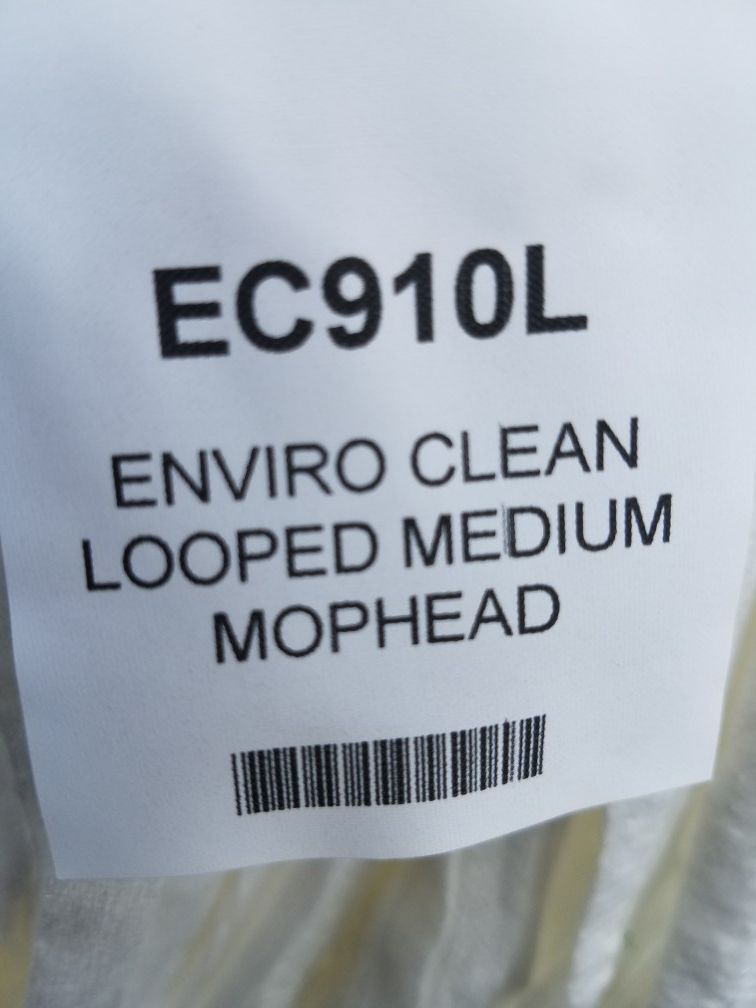 EC910L
ENVIRO CLEAN
LOOPED MEDIUM
MOPHEAD